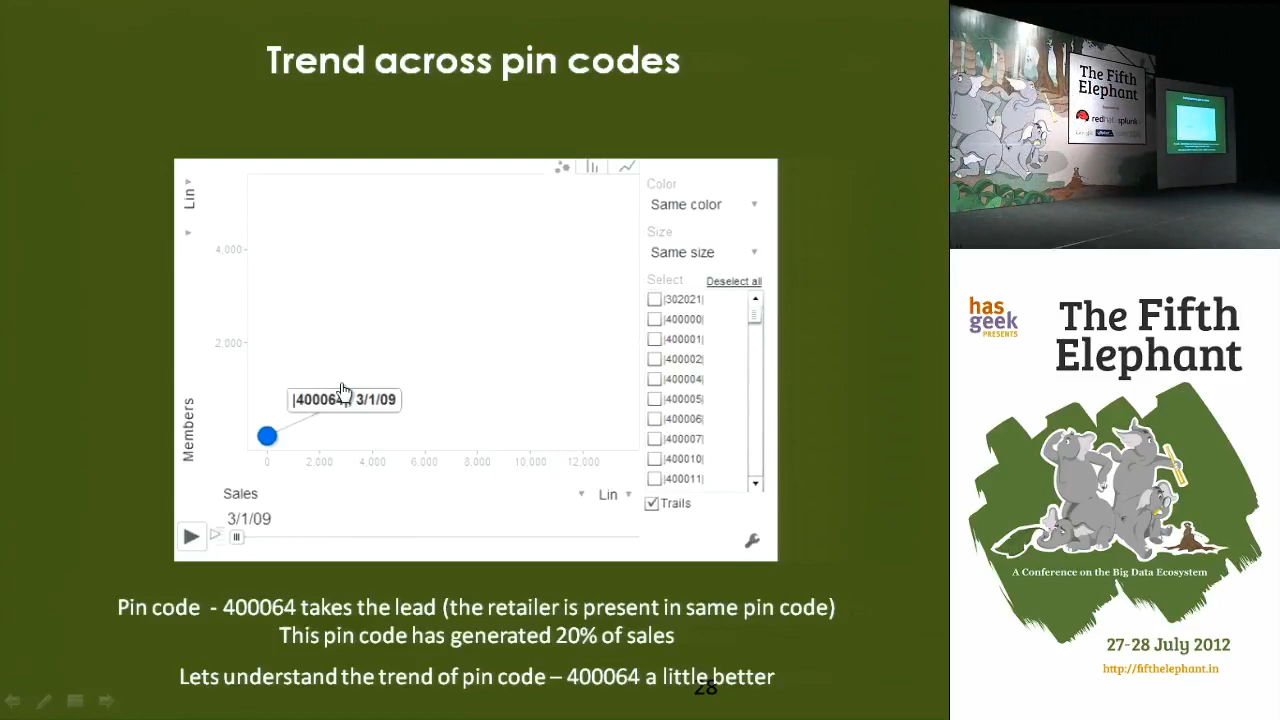 Trend across pin codes
Lin
4,000
2,000
Members
|400064|: 3/1/09
0
2,000
4,000
6,000
8,000
10,000
12,000
Sales
Lin
3/1/09
Color
Same color
Size
Same size
Select
Deselect all
|302021|
|400000|
|400001|
|400002|
|400004|
|400005|
|400006|
|400007|
|400010|
|400011|
Trails
Pin code - 400064 takes the lead (the retailer is present in same pin code)
This pin code has generated 20% of sales
Lets understand the trend of pin code – 400064 a little better
28
The Fifth
Elephant
redhat splunk
has
geek
PRESENTS
The Fifth
Elephant
A Conference on the Big Data Ecosystem
27-28 July 2012
http://fifthelephant.in